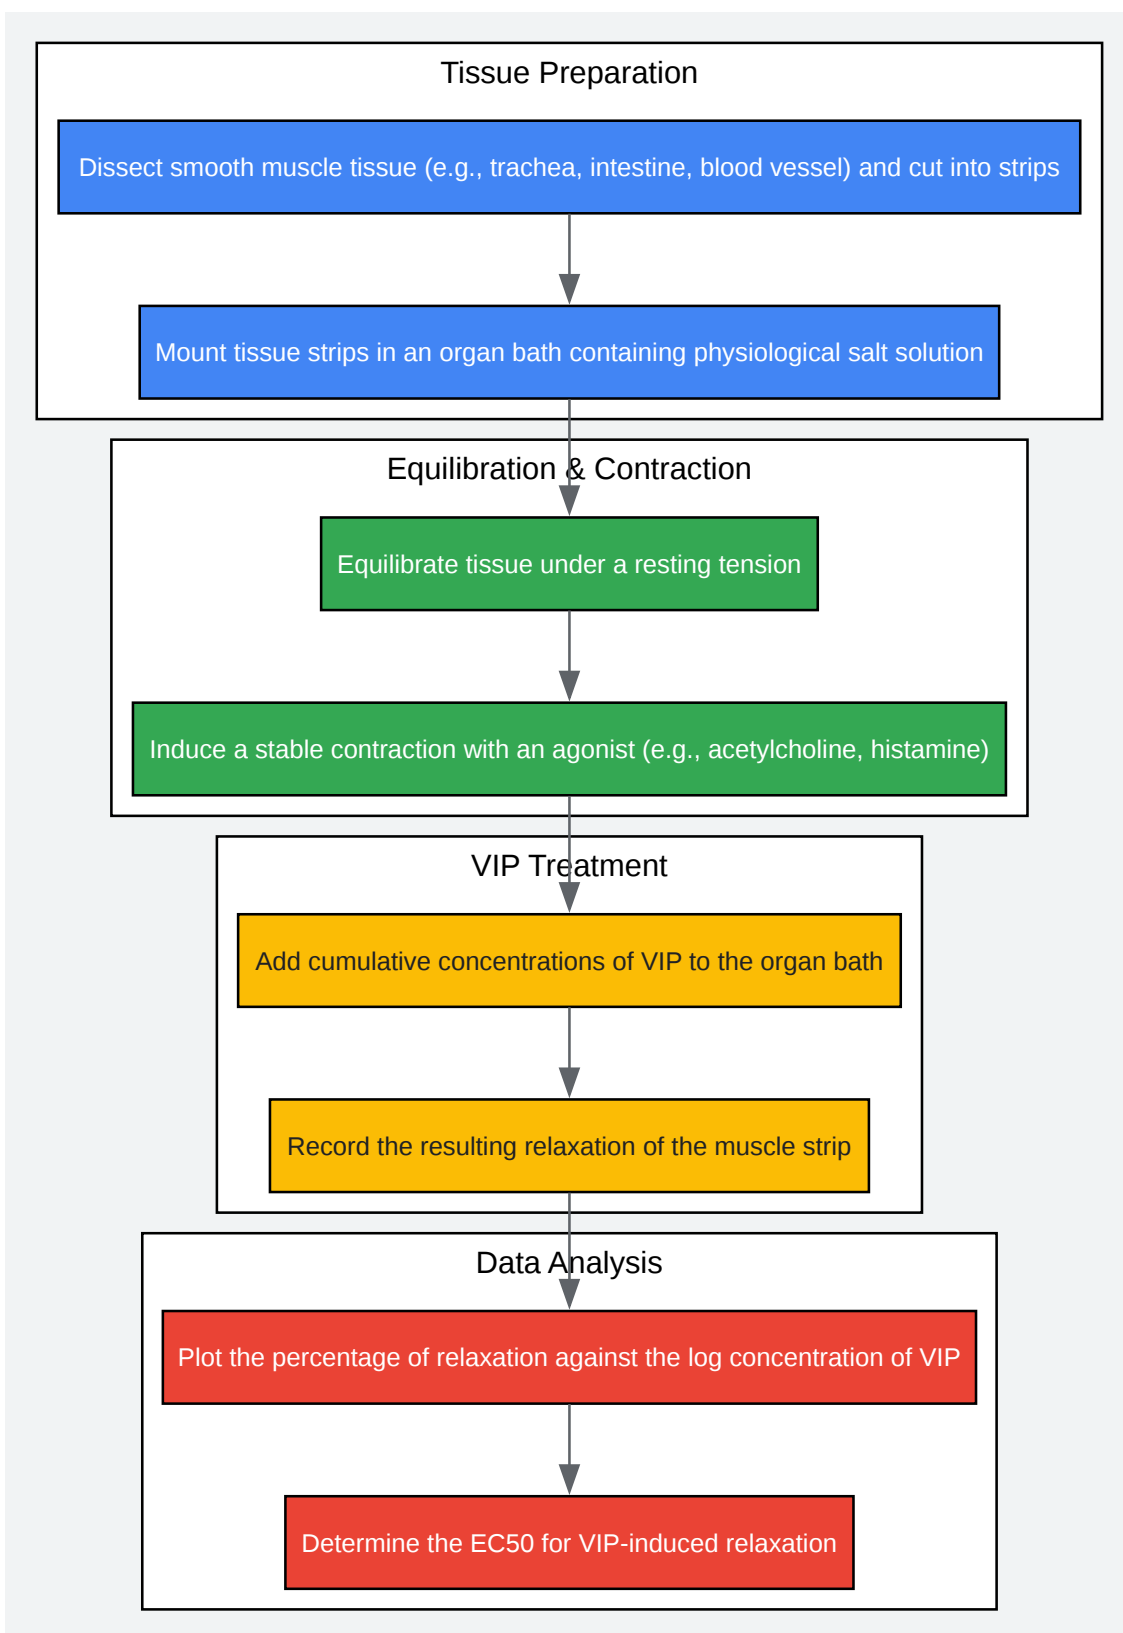 Tissue Preparation
Dissect smooth muscle tissue (e.g., trachea, intestine, blood vessel) and cut into strips
Mount tissue strips in an organ bath containing physiological salt solution
Equilibration & Contraction
Equilibrate tissue under a resting tension
Induce a stable contraction with an agonist (e.g., acetylcholine, histamine)
VIP Treatment
Add cumulative concentrations of VIP to the organ bath
Record the resulting relaxation of the muscle strip
Data Analysis
Plot the percentage of relaxation against the log concentration of VIP
Determine the EC50 for VIP-induced relaxation